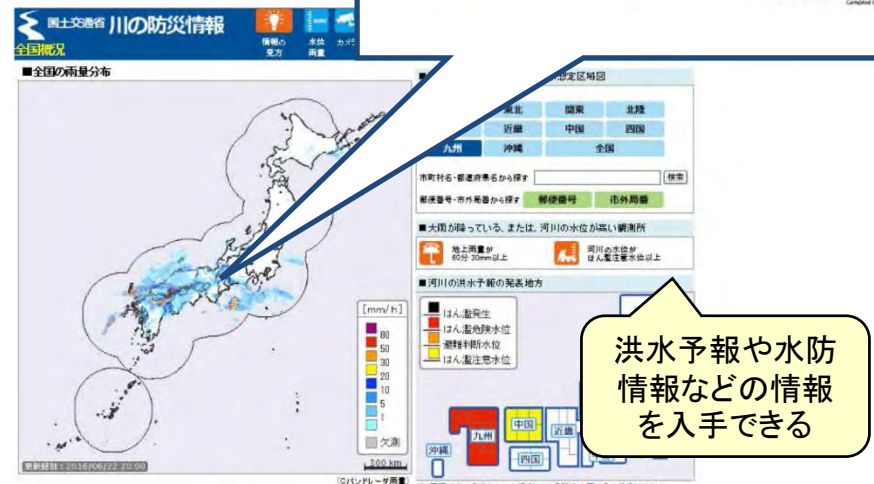 国土交通省 川の防災情報
全国概況
情報の見方
水位雨量
■全国の雨量分布
想定区域図
東北 関東 北陸
近畿 中国 四国
九州 沖縄 全国
市町村名・都道府県名から探す 検索
郵便番号・市外局番から探す 郵便番号 市外局番
■大雨が降っている、または、河川の水位が高い観測所
地上雨量が
60分 30mm以上
河川の水位が
はん濫注意水位以上
■河川の洪水予報の発表地方
はん濫発生
はん濫危険水位
避難判断水位
はん濫注意水位
[mm/h]
80
50
30
20
10
5
1
欠測
300 km
九州
中国
近畿
沖縄
四国
洪水予報や水防
情報などの情報
を入手できる